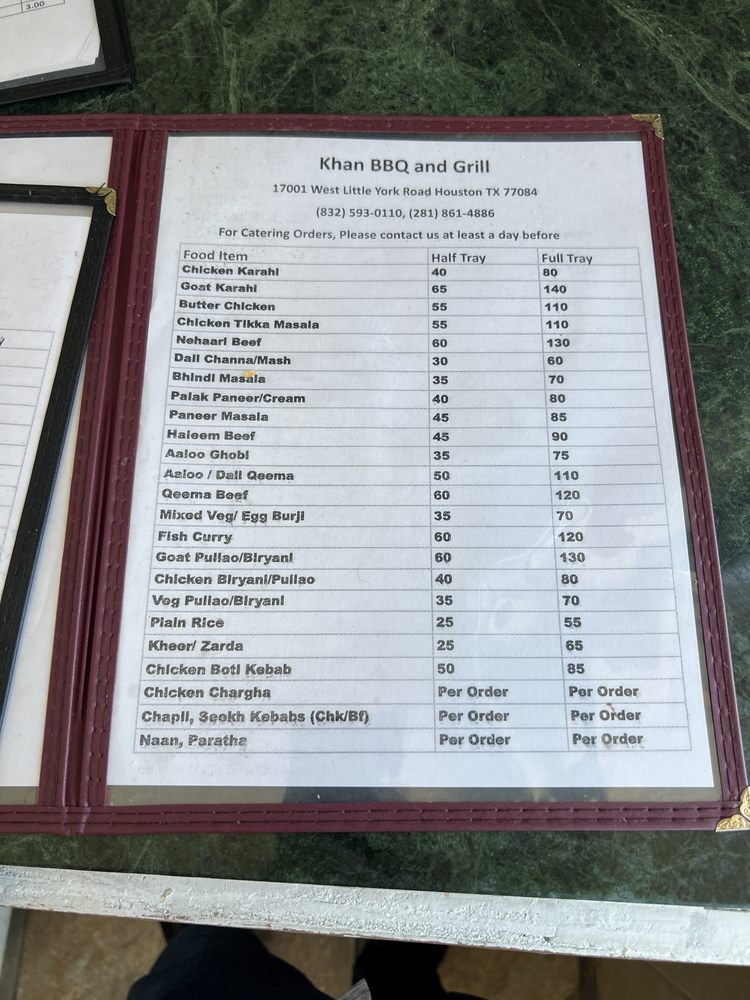 3.00
Khan BBQ and Grill
17001 West Little York Road Houston TX 77084
(832) 593-0110, (281) 861-4886
For Catering Orders, Please contact us at least a day before
Food Item Half Tray Full Tray
Chicken Karahi 40 80
Goat Karahi 65 140
Butter Chicken 55 110
Chicken Tikka Masala 55 110
Nehaari Beef 60 130
Dall Channa/Mash 30 60
Bhindi Masala 35 70
Palak Paneer/Cream 40 80
Paneer Masala 45 85
Haleem Beef 45 90
Aaloo Ghobi 35 75
Aaloo / Dall Qeema 50 110
Qeema Beef 60 120
Mixed Veg/ Egg Burji 35 70
Fish Curry 60 120
Goat Pullao/Biryani 60 130
Chicken Biryani/Pullao 40 80
Veg Pullao/Biryani 35 70
Plain Rice 25 55
Kheer/ Zarda 25 65
Chicken Boti Kebab 50 85
Chicken Chargha Per Order Per Order
Chapli, Seekh Kebabs (Chk/Bf) Per Order Per Order
Naan, Paratha Per Order Per Order